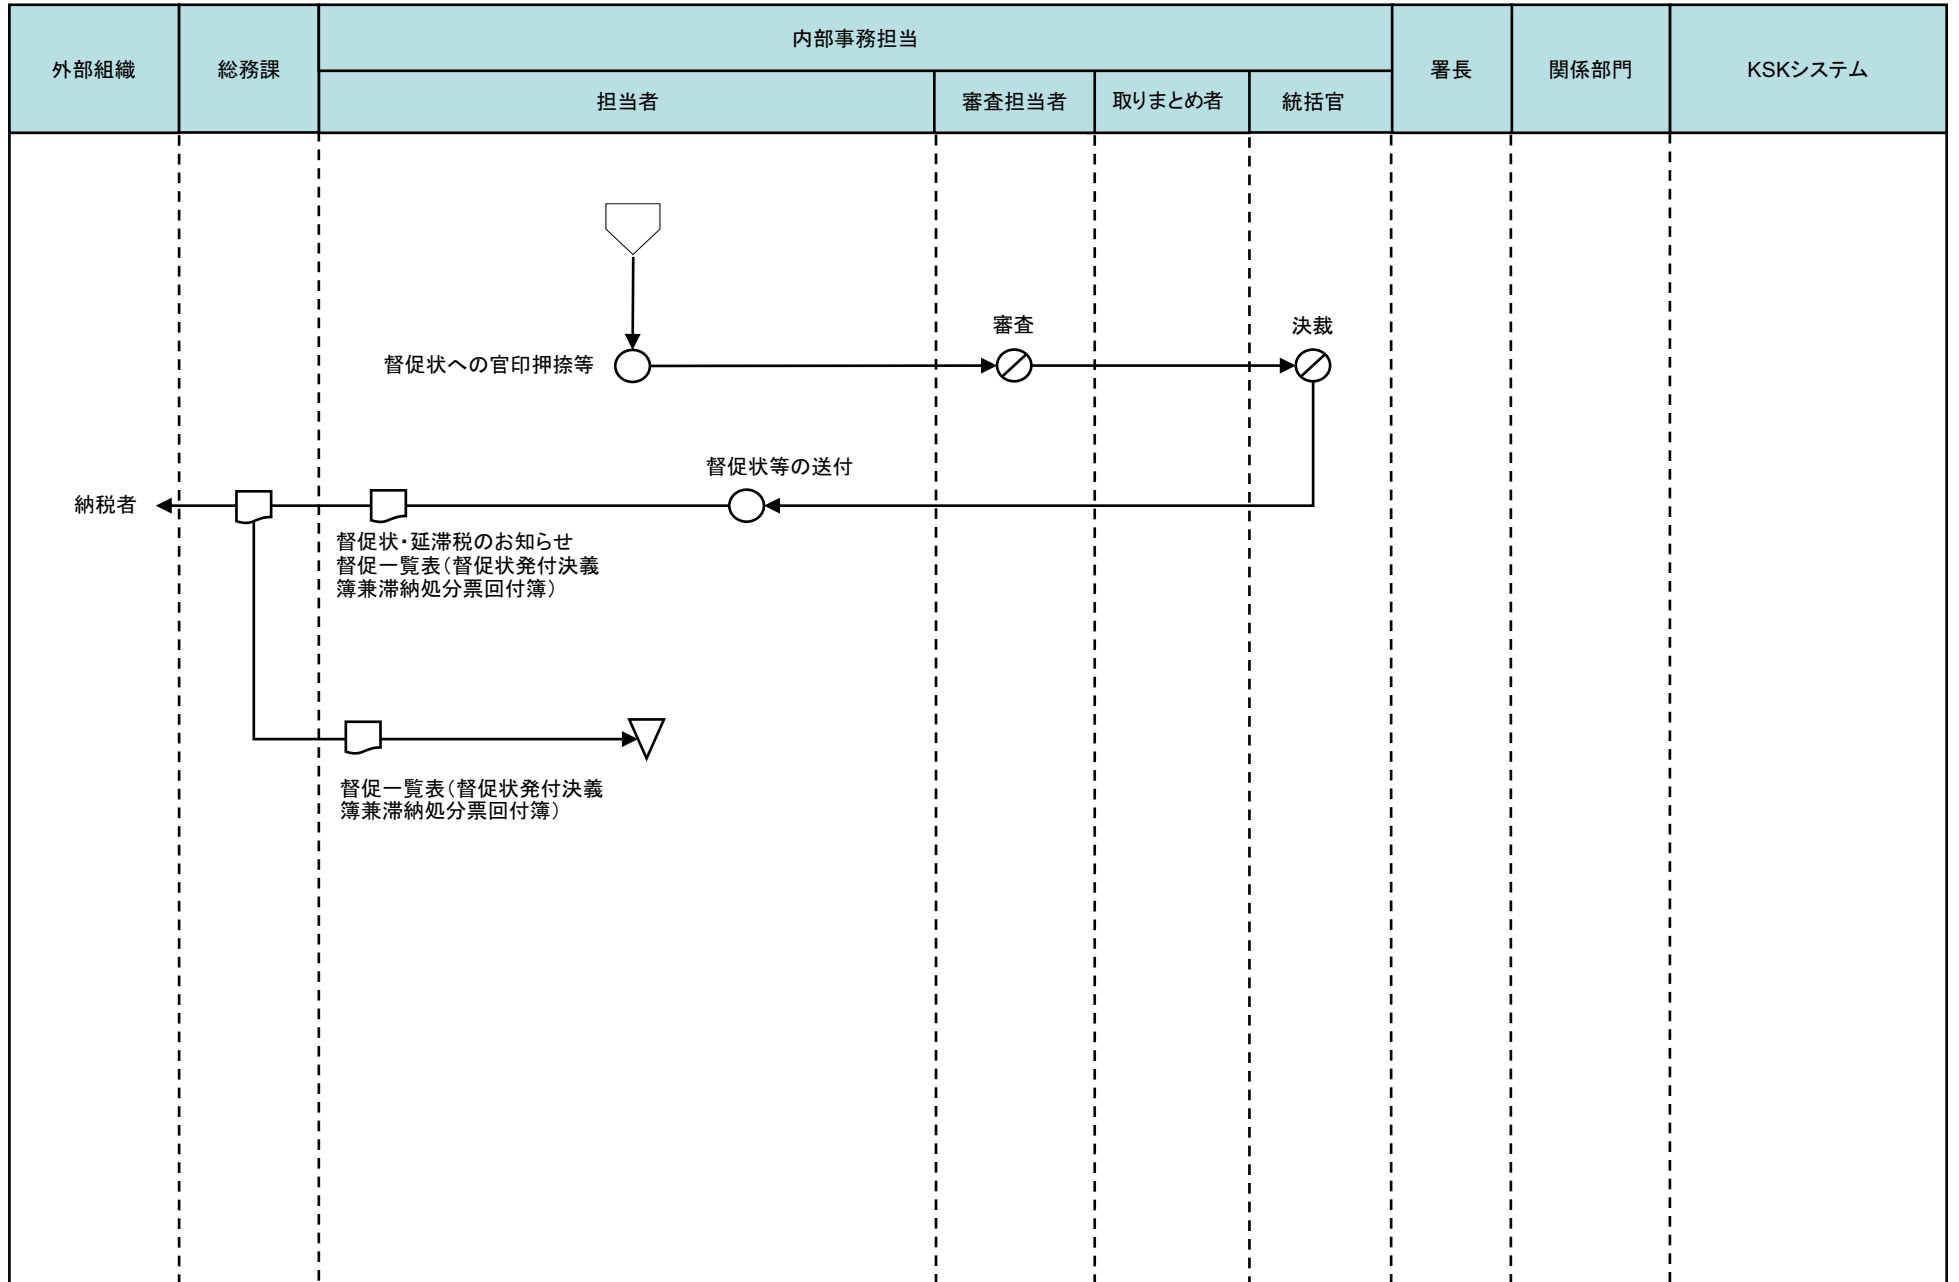 外部組織
総務課
内部事務担当
担当者
審査担当者
取りまとめ者
統括官
署長
関係部門
KSKシステム
審査
決裁
督促状への官印押捺等
督促状等の送付
納税者
督促状・延滞税のお知らせ
督促一覧表(督促状発付決義
簿兼滞納処分票回付簿)
督促一覧表(督促状発付決義
簿兼滞納処分票回付簿)